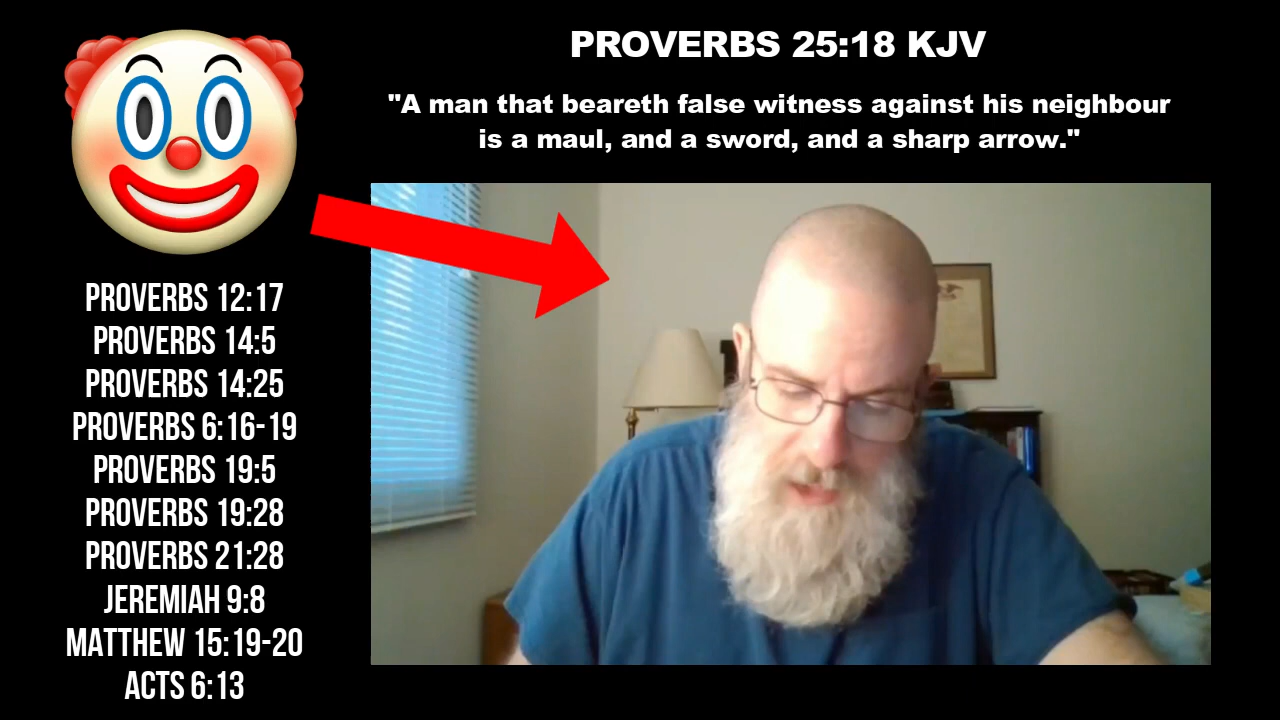 PROVERBS 25:18 KJV
"A man that beareth false witness against his neighbour
is a maul, and a sword, and a sharp arrow."
PROVERBS 12:17
PROVERBS 14:5
PROVERBS 14:25
PROVERBS 6:16-19
PROVERBS 19:5
PROVERBS 19:28
PROVERBS 21:28
JEREMIAH 9:8
MATTHEW 15:19-20
ACTS 6:13